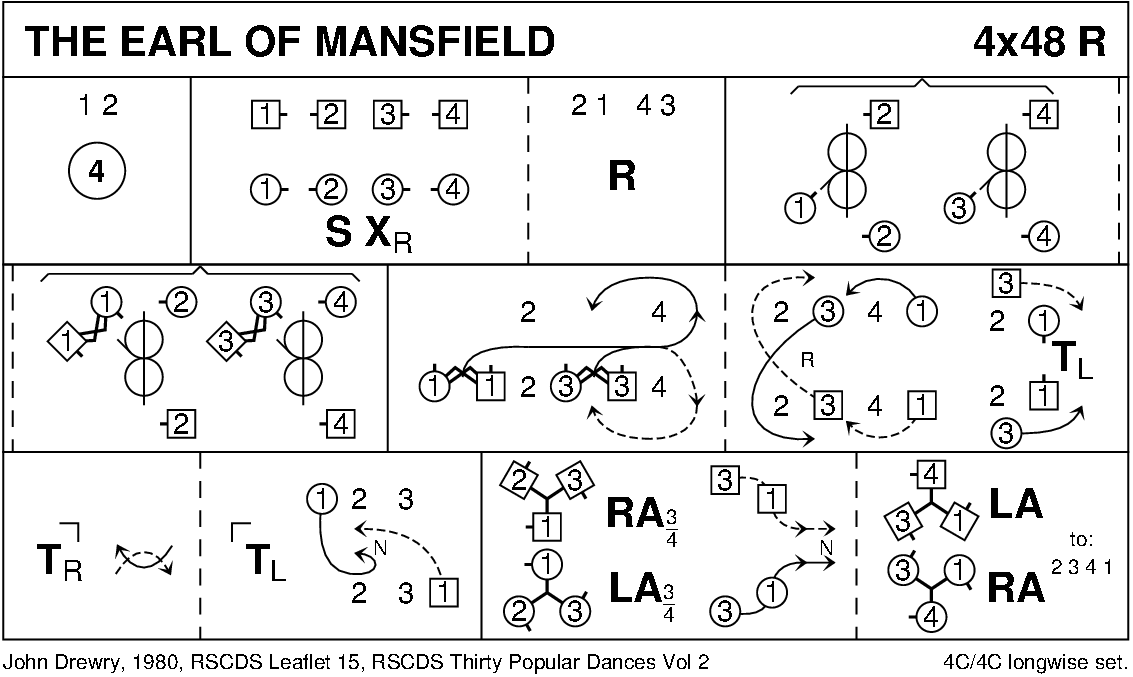 THE EARL OF MANSFIELD 4x48 R
1 2
4
1 2 3 4
1 2 3 4
S XR
2 1 4 3
R
2 4
1 3
2 4
1 2 3 4
1 3
2 4
2 4
1 1 2 3 3 4
2 3 4 1
R
2 3 4 1
3
2 1
TL
2 1
3
TR
TL
1 2 3
N
2 3 1
2 3
1
RA 3/4
1
2 3
LA 3/4
3
1
N
1
3
4
3 1
LA
3 1
4
RA
to:
2 3 4 1
John Drewry, 1980, RSCDS Leaflet 15, RSCDS Thirty Popular Dances Vol 2 4C/4C longwise set.